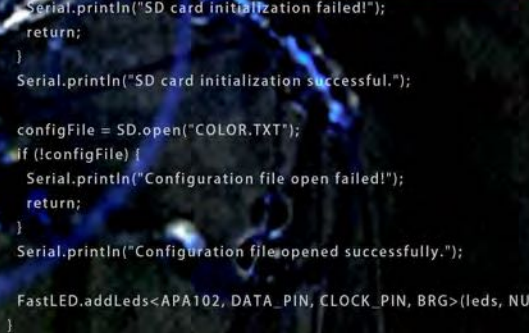 Serial.println("SD card initialization failed!");
return;
}
Serial.println("SD card initialization successful.");
configFile = SD.open("COLOR.TXT");
if (!configFile) {
Serial.println("Configuration file open failed!");
return;
}
Serial.println("Configuration file opened successfully.");
FastLED.addLeds<APA102, DATA_PIN, CLOCK_PIN, BRG>(leds, NU
}